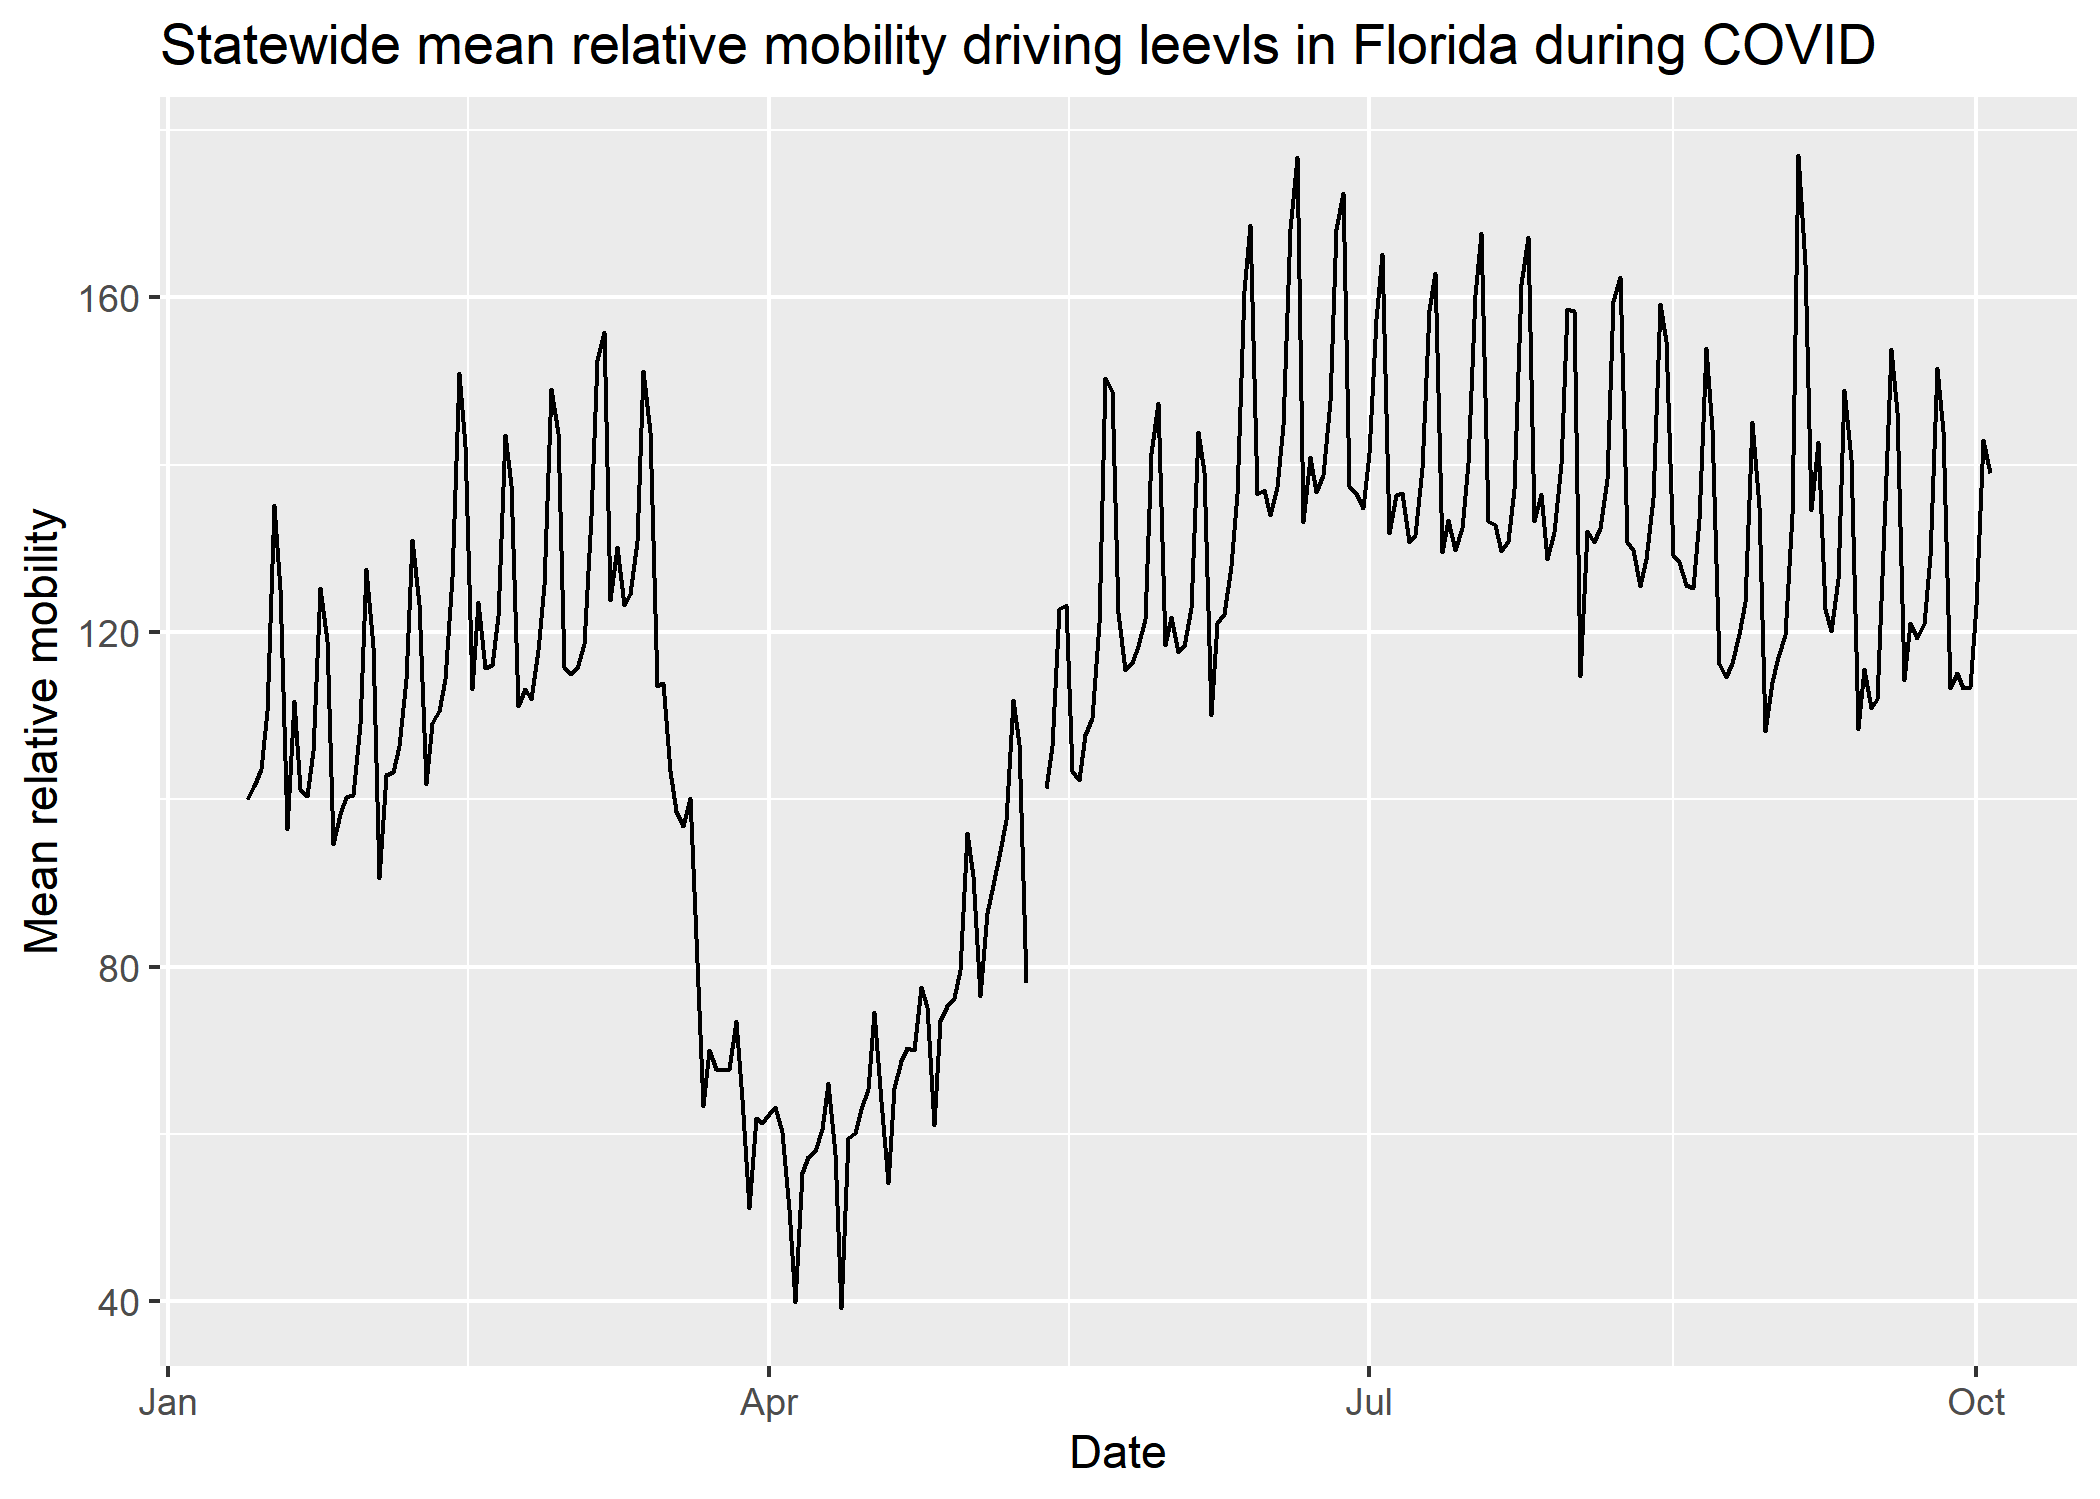 Statewide mean relative mobility driving leevls in Florida during COVID
Mean relative mobility
160
120
80
40
Jan Apr Jul Oct
Date